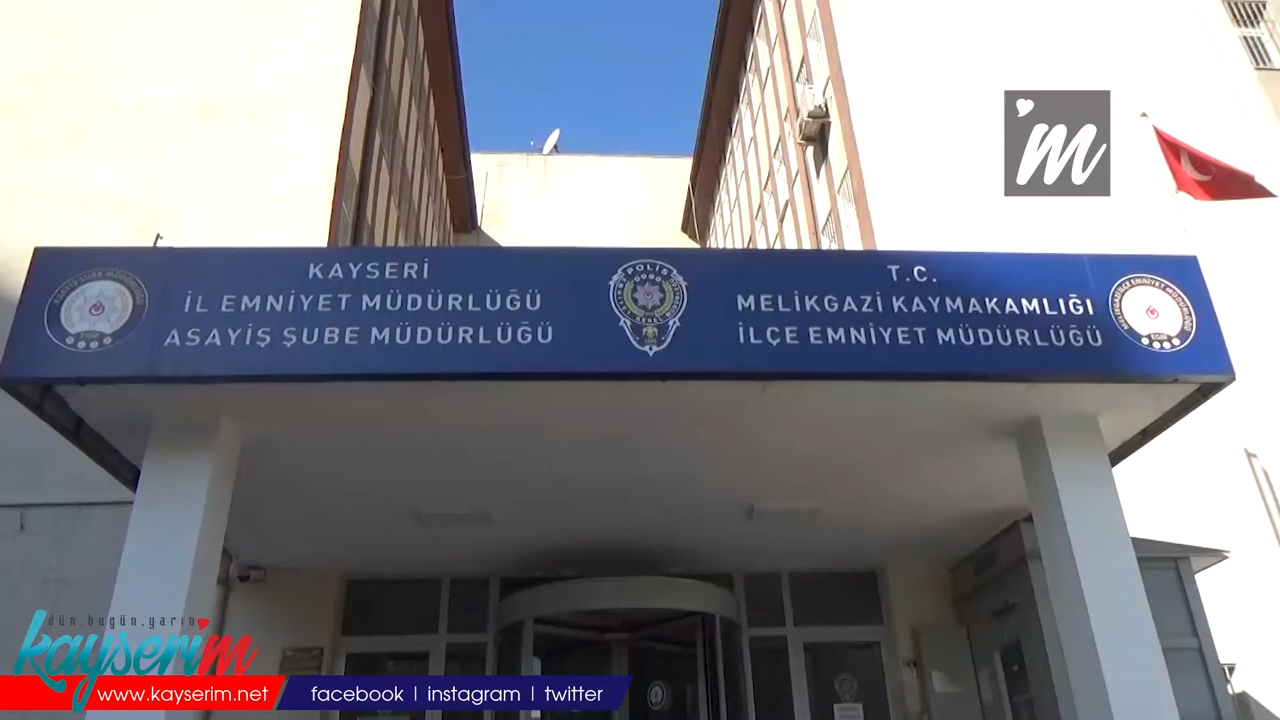 'm
KAYSERİ
İL EMNİYET MÜDÜRLÜĞÜ
ASAYİŞ ŞUBE MÜDÜRLÜĞÜ
POLİS
T.C.
MELİKGAZİ KAYMAKAMLIĞI
İLÇE EMNİYET MÜDÜRLÜĞÜ
dün.bugün.yarın
kayserim
www.kayserim.net
facebook | instagram | twitter